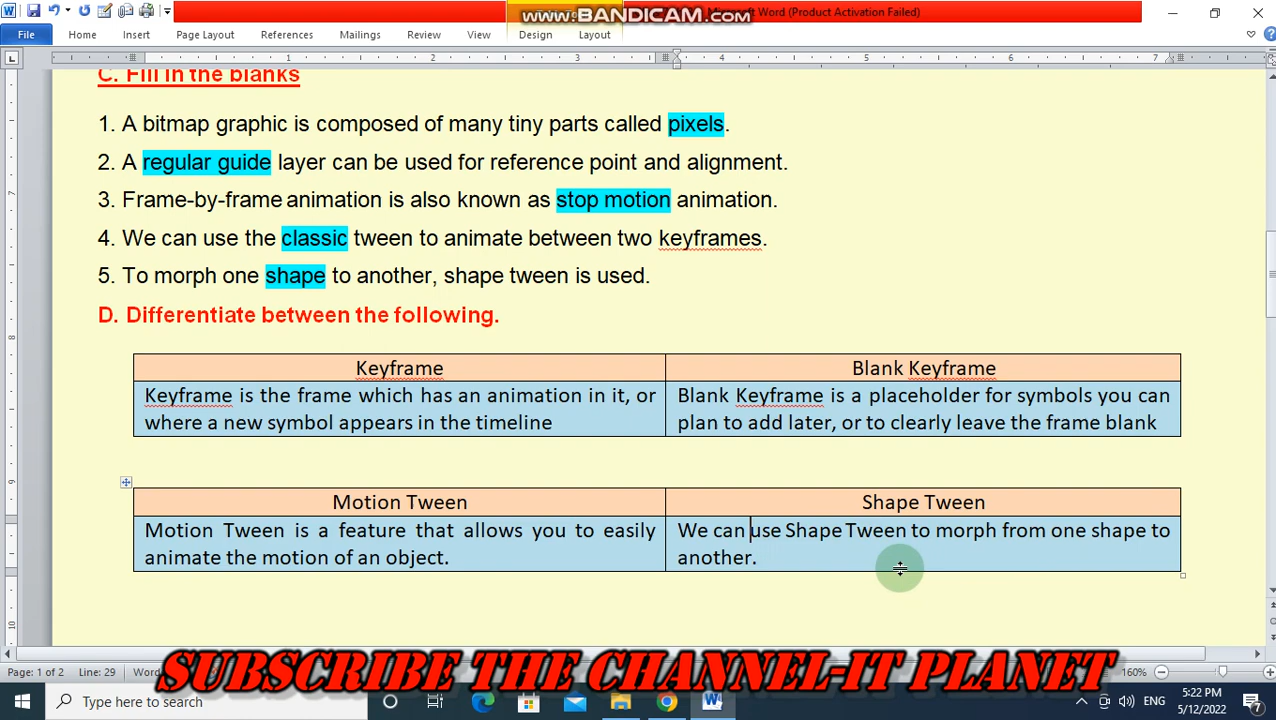 www.BANDICAM.com
Microsoft Word (Product Activation Failed)
File Home Insert Page Layout References Mailings Review View Design Layout
1 2 3 4 5 6 7
C. Fill in the blanks
1. A bitmap graphic is composed of many tiny parts called pixels.
2. A regular guide layer can be used for reference point and alignment.
3. Frame-by-frame animation is also known as stop motion animation.
4. We can use the classic tween to animate between two keyframes.
5. To morph one shape to another, shape tween is used.
D. Differentiate between the following.
Keyframe Blank Keyframe
Keyframe is the frame which has an animation in it, or
where a new symbol appears in the timeline
Blank Keyframe is a placeholder for symbols you can
plan to add later, or to clearly leave the frame blank
Motion Tween Shape Tween
Motion Tween is a feature that allows you to easily
animate the motion of an object.
We can use Shape Tween to morph from one shape to
another.
SUBSCRIBE THE CHANNEL-IT PLANET
Page: 1 of 2 Line: 29 160%
Type here to search
ENG
5:22 PM
5/12/2022